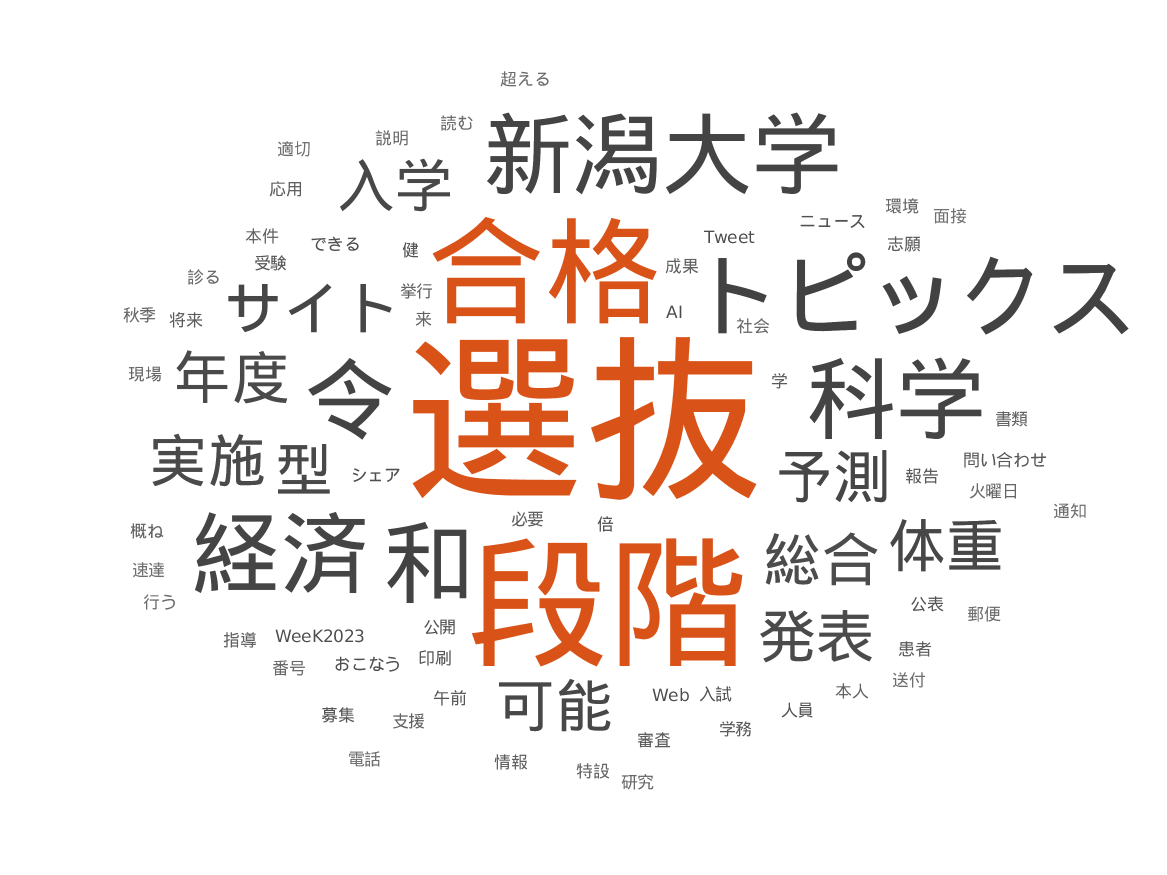 超える
読む
新潟大学
説明
適切
入学
応用
環境
面接
ニュース
本件
できる
健
合格
Tweet
志願
受験
成果
トピックス
診る
サイト
挙行
秋季
将来
来
AI
社会
選抜
現場
年度
令
学
科学
書類
実施
型
シェア
予測
報告
問い合わせ
火曜日
通知
概ね
経済
和
必要
倍
段階
総合
体重
速達
行う
公表
郵便
指導
WeeK2023
公開
発表
番号
おこなう
印刷
患者
送付
午前
可能
Web
入試
本人
募集
支援
人員
学務
審査
電話
情報
特設
研究